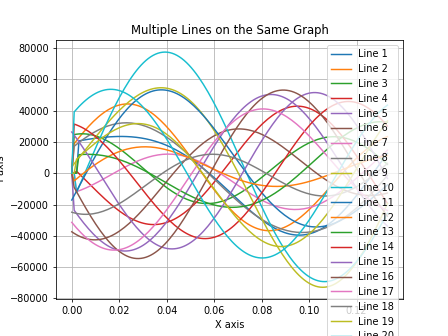 Multiple Lines on the Same Graph
80000
60000
40000
20000
0
−20000
−40000
−60000
−80000
0.00
0.02
0.04
0.06
0.08
0.10
X axis
Line 1
Line 2
Line 3
Line 4
Line 5
Line 6
Line 7
Line 8
Line 9
Line 10
Line 11
Line 12
Line 13
Line 14
Line 15
Line 16
Line 17
Line 18
Line 19
Line 20